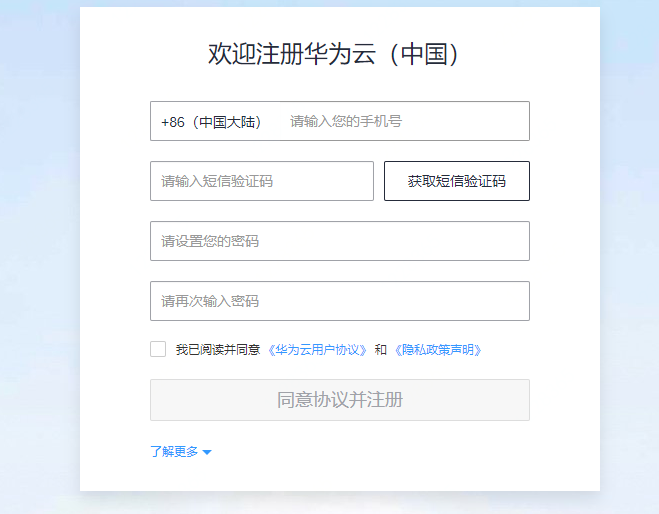 欢迎注册华为云（中国）
+86（中国大陆） 请输入您的手机号
请输入短信验证码 获取短信验证码
请设置您的密码
请再次输入密码
我已阅读并同意《华为云用户协议》 和 《隐私政策声明》
同意协议并注册
了解更多